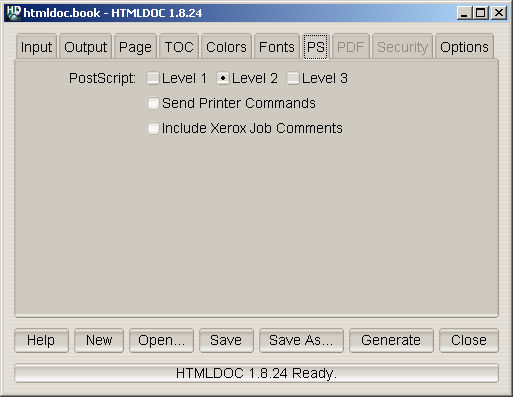 HD htmldoc.book - HTMLDOC 1.8.24
Input Output Page TOC Colors Fonts PS PDF Security Options
PostScript: Level 1 Level 2 Level 3
Send Printer Commands
Include Xerox Job Comments
Help New Open... Save Save As... Generate Close
HTMLDOC 1.8.24 Ready.